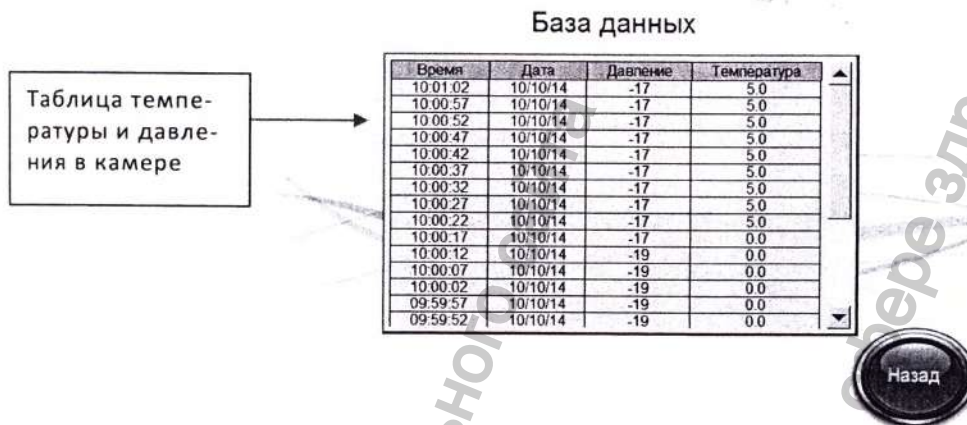 База данных
Таблица темпе-
ратуры и давле-
ния в камере
Время Дата Давление Температура
10:01:02 10/10/14 -17 5.0
10:00:57 10/10/14 -17 5.0
10:00:52 10/10/14 -17 5.0
10:00:47 10/10/14 -17 5.0
10:00:42 10/10/14 -17 5.0
10:00:37 10/10/14 -17 5.0
10:00:32 10/10/14 -17 5.0
10:00:27 10/10/14 -17 5.0
10:00:22 10/10/14 -17 5.0
10:00:17 10/10/14 -17 0.0
10:00:12 10/10/14 -19 0.0
10:00:07 10/10/14 -19 0.0
10:00:02 10/10/14 -19 0.0
09:59:57 10/10/14 -19 0.0
09:59:52 10/10/14 -19 0.0
Назад